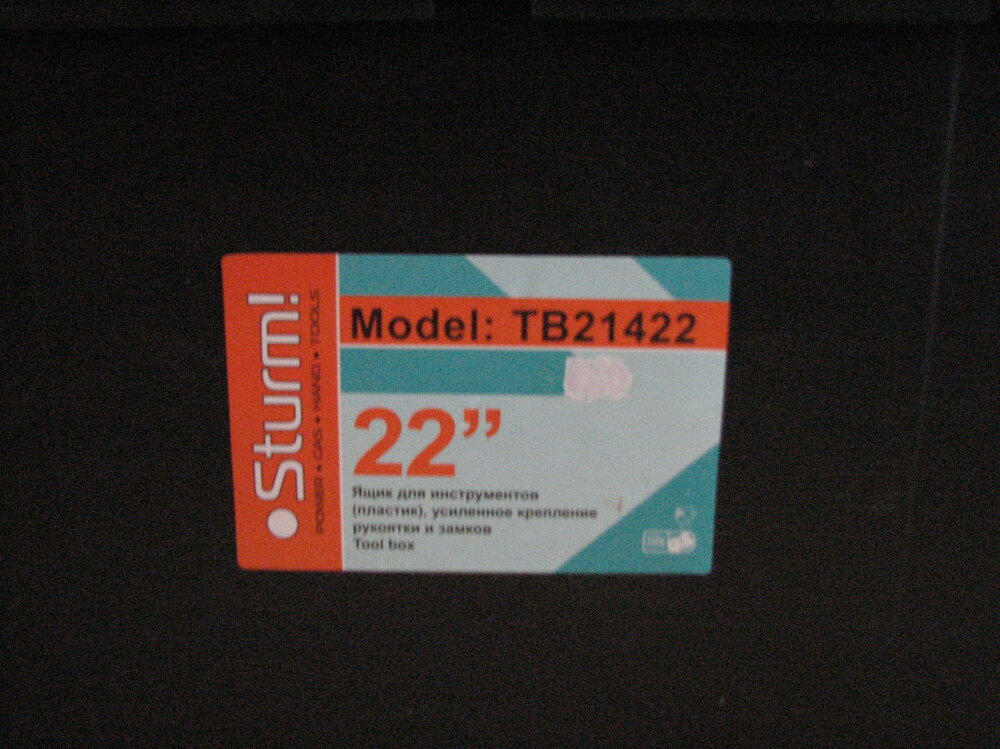 Sturm!
POWER • GAS • HAND • TOOLS
Model: TB21422
22”
Ящик для инструментов
(пластик), усиленное крепление
рукоятки и замков
Tool box